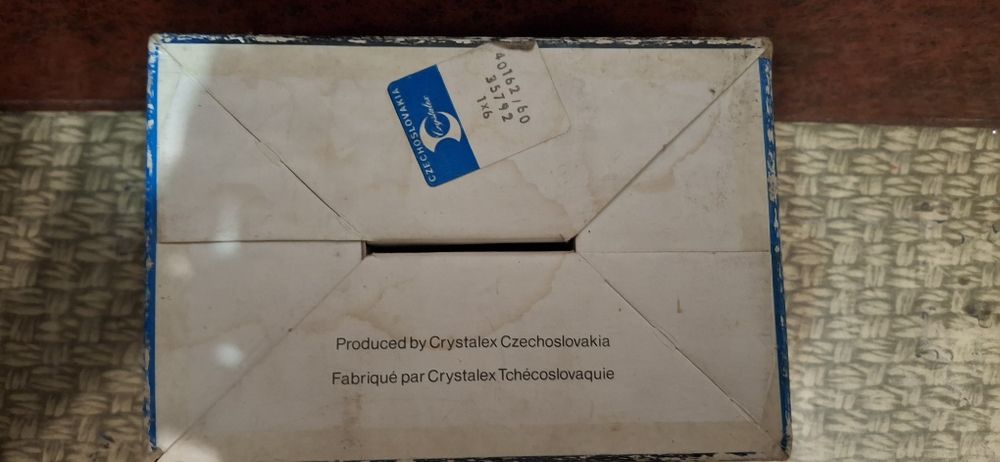 CZECHOSLOVAKIA
Crystalex
40162/60
35792
1X6
Produced by Crystalex Czechoslovakia
Fabriqué par Crystalex Tchécoslovaquie